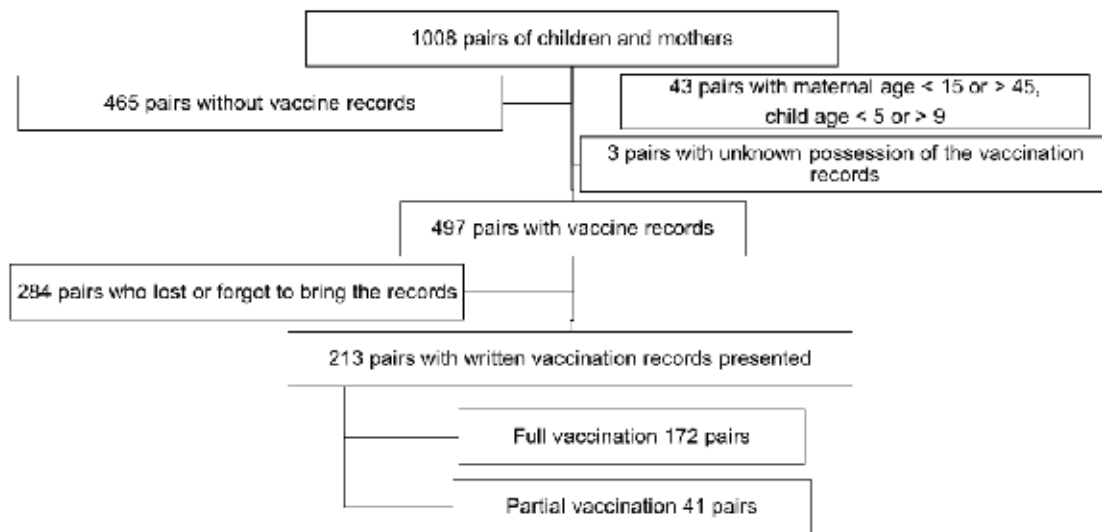 1008 pairs of children and mothers
465 pairs without vaccine records
43 pairs with maternal age < 15 or > 45,
child age < 5 or > 9
3 pairs with unknown possession of the vaccination
records
497 pairs with vaccine records
284 pairs who lost or forgot to bring the records
213 pairs with written vaccination records presented
Full vaccination 172 pairs
Partial vaccination 41 pairs